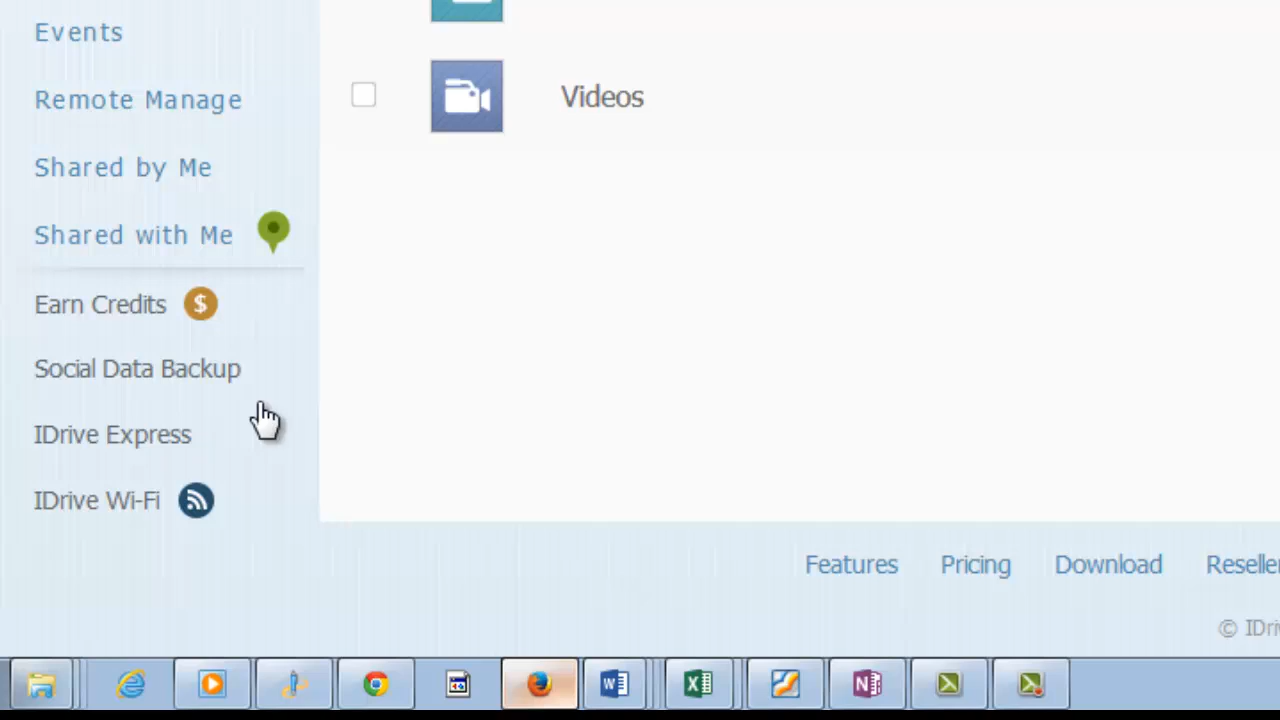 Events
Remote Manage
Shared by Me
Shared with Me
Earn Credits $
Social Data Backup
IDrive Express
IDrive Wi-Fi
Videos
Features Pricing Download
©